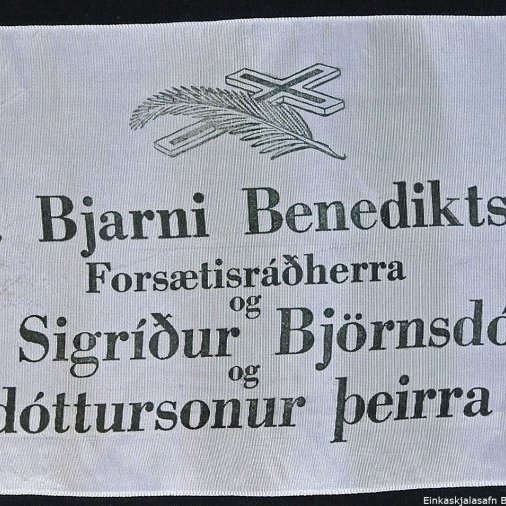 . Bjarni Benedikts
Forsætisráðherra
og
Sigríður Björnsdó
og
dóttursonur þeirra
Einkaskjalasafn B